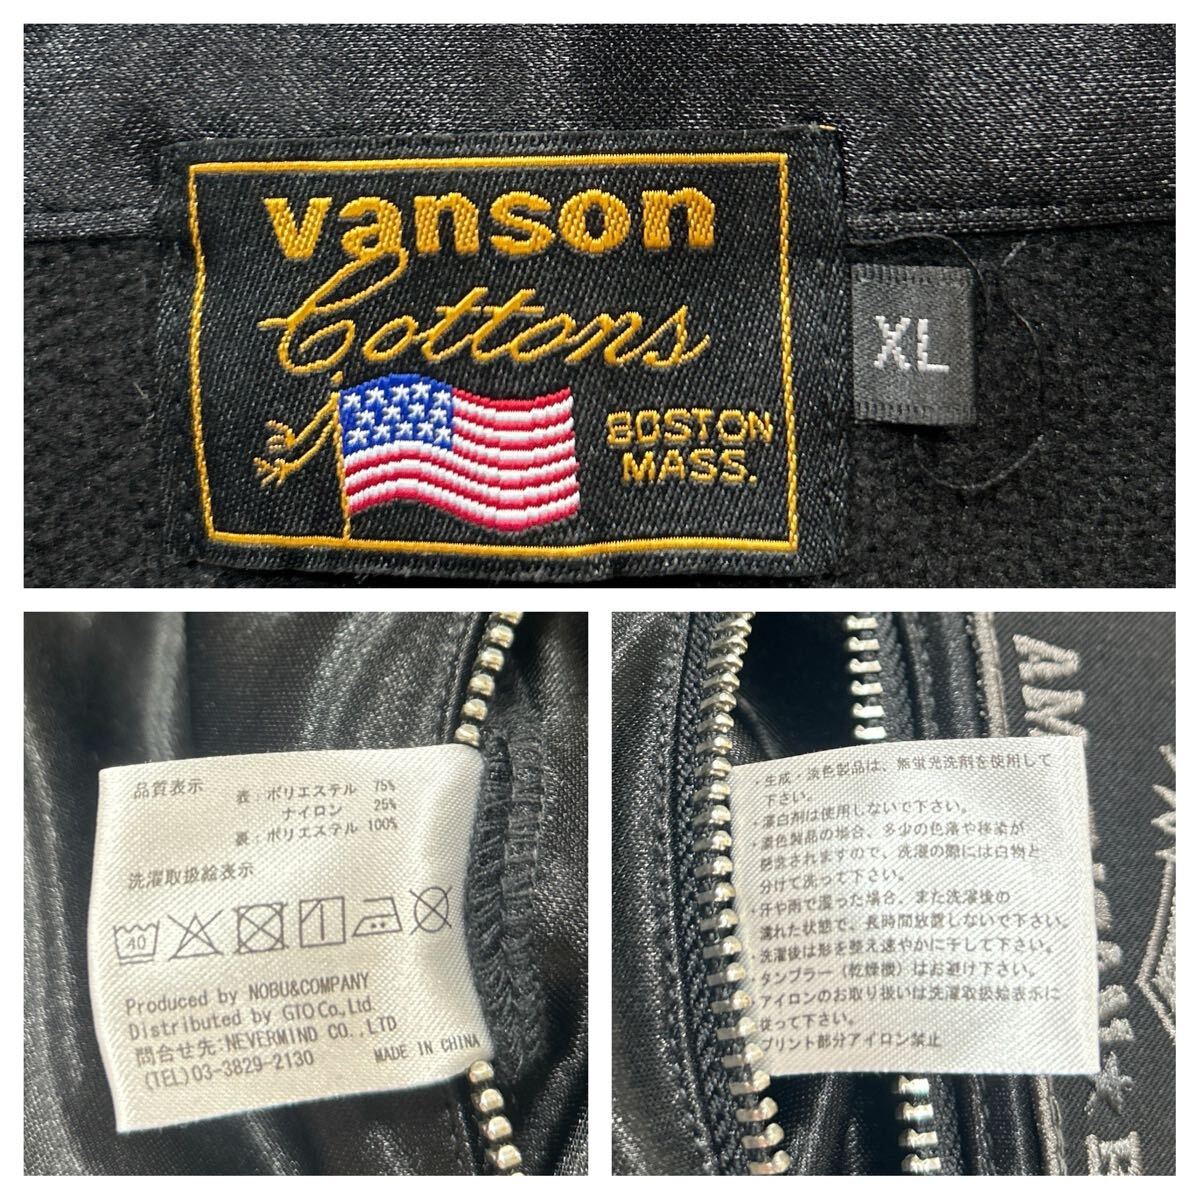 vanson
Cottons
BOSTON
MASS.
XL
品質表示
表：ポリエステル 75%
ナイロン 25%
裏：ポリエステル 100%
洗濯取扱絵表示
40
Produced by NOBU&COMPANY
Distributed by GTO Co., Ltd
問合せ先：NEVERMIND CO., LTD
(TEL) 03-3829-2130
MADE IN CHINA
・生成・淡色製品は、無蛍光洗剤を使用して
下さい。
・漂白剤は使用しないで下さい。
・濃色製品の場合、多少の色落や移染が
懸念されますので、洗濯の際には白物と
分けて洗って下さい。
・汗や雨で湿った場合、また洗濯後の
濡れた状態で、長時間放置しないで下さい。
・洗濯後は形を整え速やかに干して下さい。
・タンブラー（乾燥機）はお避け下さい。
・アイロンのお取り扱いは洗濯取扱絵表示に
従って下さい。
・プリント部分アイロン禁止